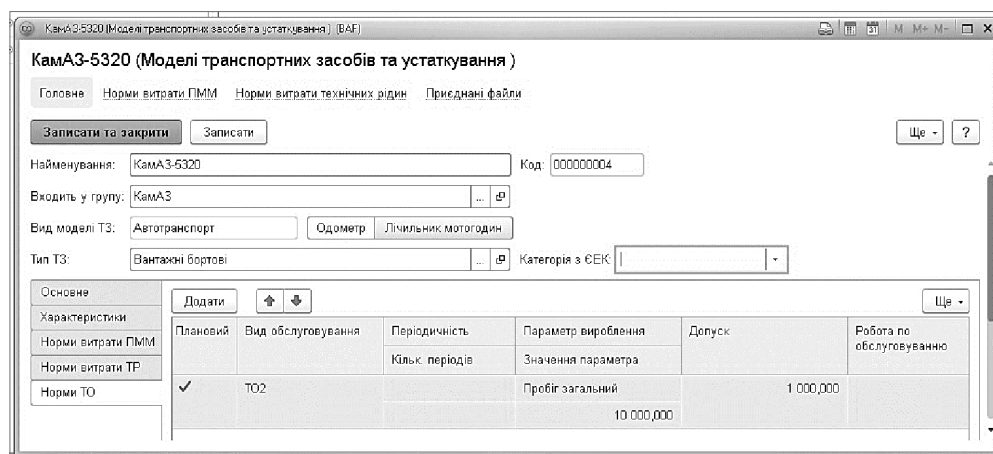 КамАЗ-5320 (Моделі транспортних засобів та устаткування ) (BAF)
M M+ M-
КамАЗ-5320 (Моделі транспортних засобів та устаткування )
Головне Норми витрати ПММ Норми витрати технічних рідин Приєднані файли
Записати та закрити Записати Ще ?
Найменування: КамАЗ-5320 Код: 000000004
Входить у групу: КамАЗ ...
Вид моделі ТЗ: Автотранспорт Одометр Лічильник мотогодин
Тип ТЗ: Вантажні бортові ... Категорія з ЄЕК:
Основне
Характеристики
Норми витрати ПММ
Норми витрати ТР
Норми ТО
Додати Ще
Плановий Вид обслуговування Періодичність Параметр вироблення Допуск Робота по обслуговуванню
Кільк. періодів Значення параметра
ТО2 Пробіг загальний 1 000,000
10 000,000